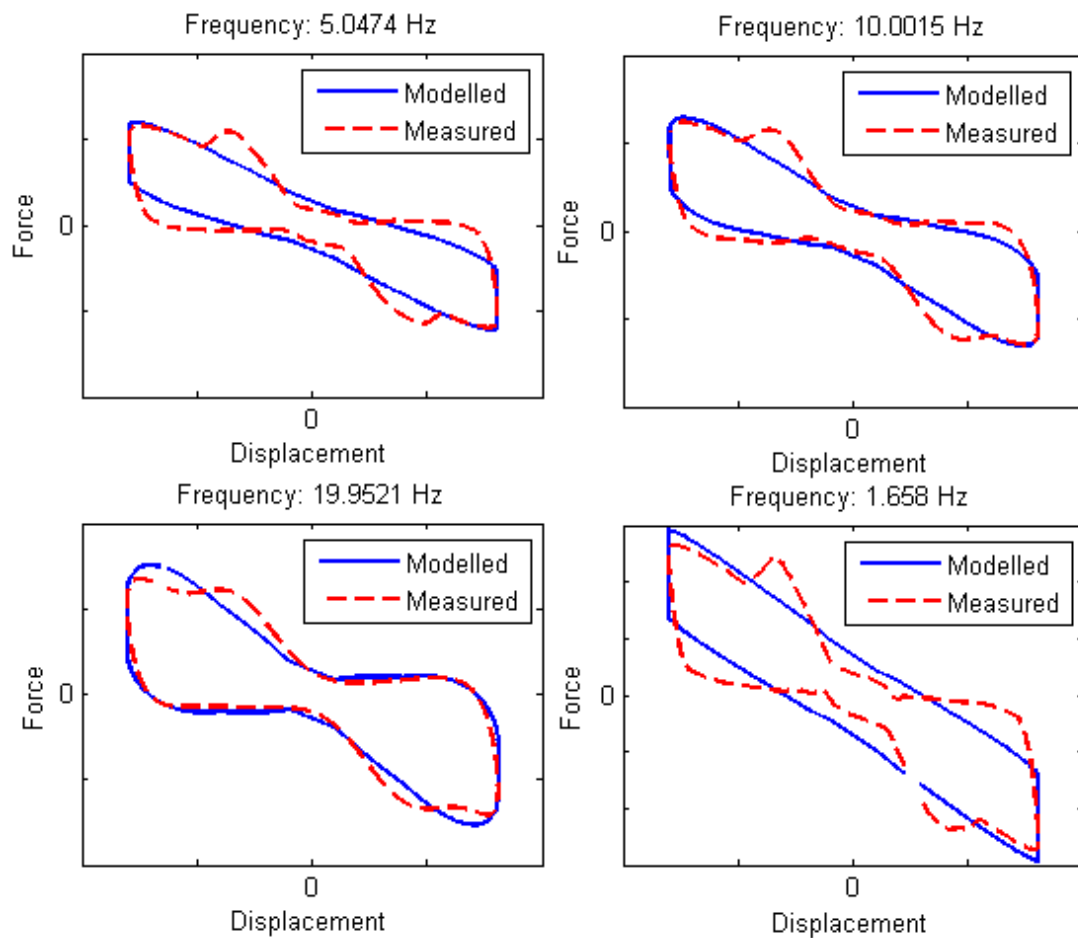 Frequency: 5.0474 Hz
Modelled
Measured
Force
0
0
Displacement
Frequency: 10.0015 Hz
Modelled
Measured
Force
0
0
Displacement
Frequency: 19.9521 Hz
Modelled
Measured
Force
0
0
Displacement
Frequency: 1.658 Hz
Modelled
Measured
Force
0
0
Displacement